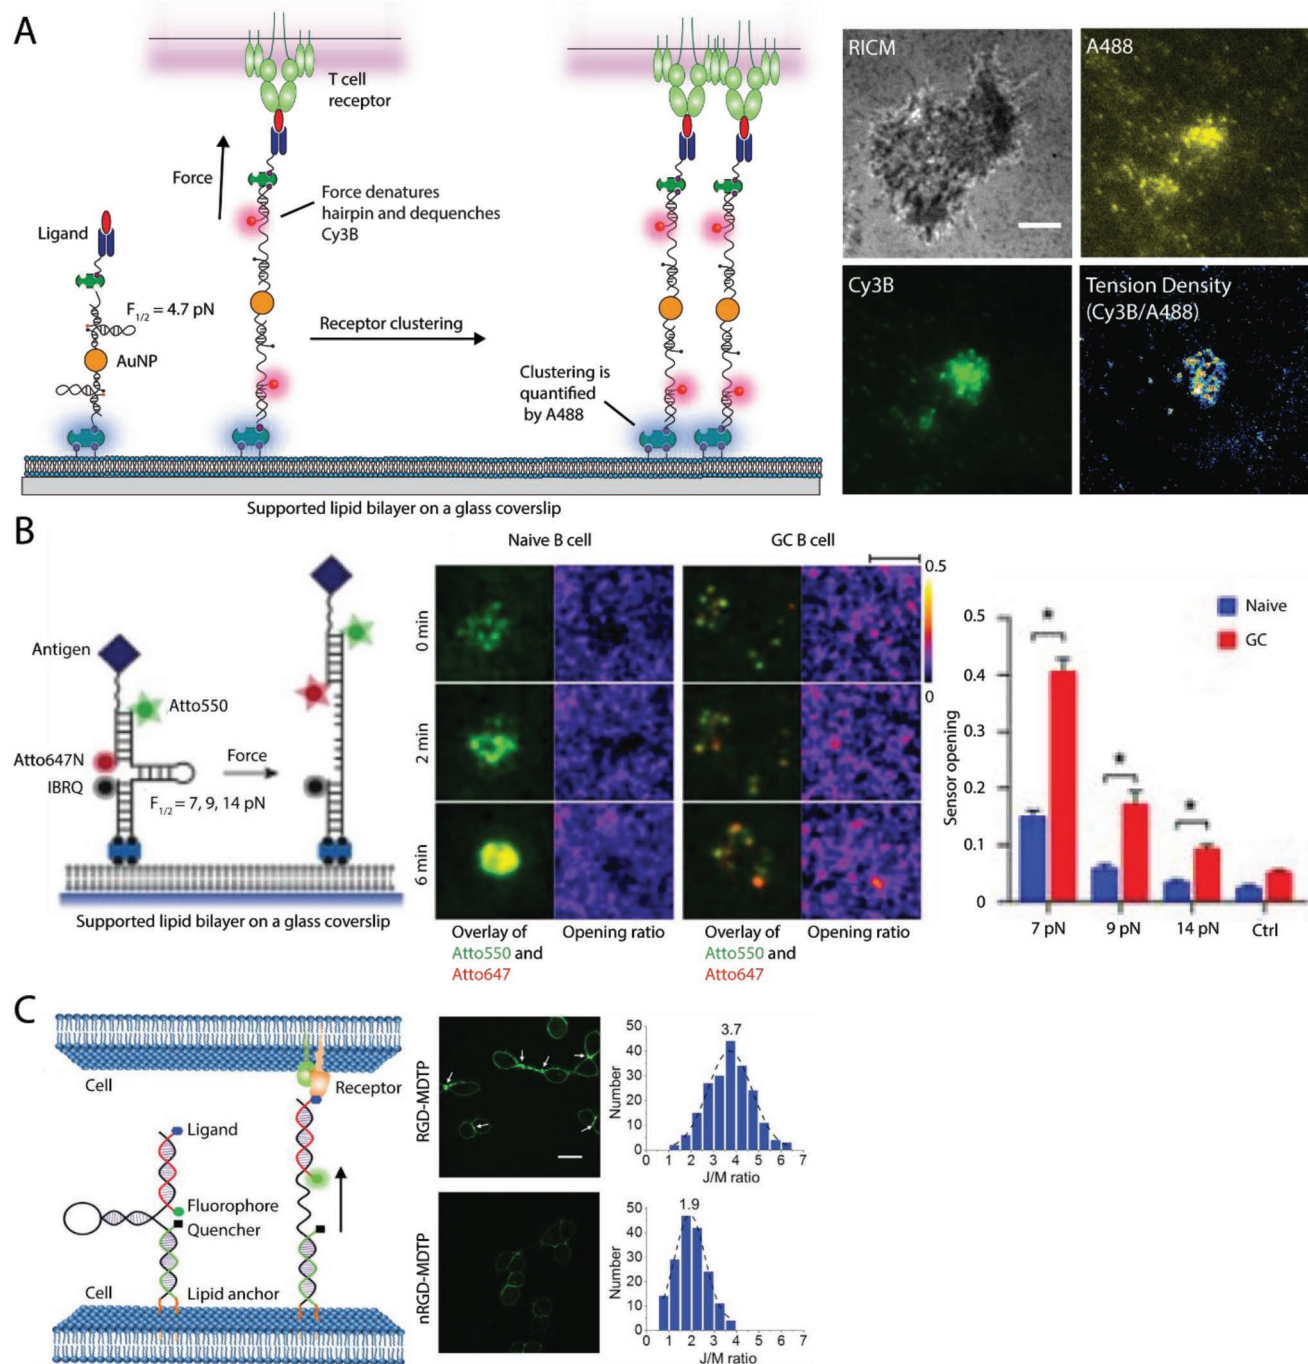 A
T cell
receptor
Force
Force denatures
hairpin and dequenches
Cy3B
Ligand
F1/2 = 4.7 pN
AuNP
Receptor clustering
Clustering is
quantified
by A488
Supported lipid bilayer on a glass coverslip
RICM
A488
Cy3B
Tension Density
(Cy3B/A488)
B
Antigen
Atto550
Atto647N
IBRQ
Force
F1/2 = 7, 9, 14 pN
Supported lipid bilayer on a glass coverslip
Naive B cell
GC B cell
0 min
2 min
6 min
0.5
0
Overlay of
Atto550 and
Atto647
Opening ratio
Overlay of
Atto550 and
Atto647
Opening ratio
Sensor opening
0.5
0.4
0.3
0.2
0.1
0
Naive
GC
*
*
*
7 pN
9 pN
14 pN
Ctrl
C
Cell
Receptor
Ligand
Fluorophore
Quencher
Cell
Lipid anchor
RGD-MDTP
nRGD-MDTP
Number
50
40
30
20
10
0
3.7
0 1 2 3 4 5 6 7
J/M ratio
Number
50
40
30
20
10
0
1.9
0 1 2 3 4 5 6 7
J/M ratio